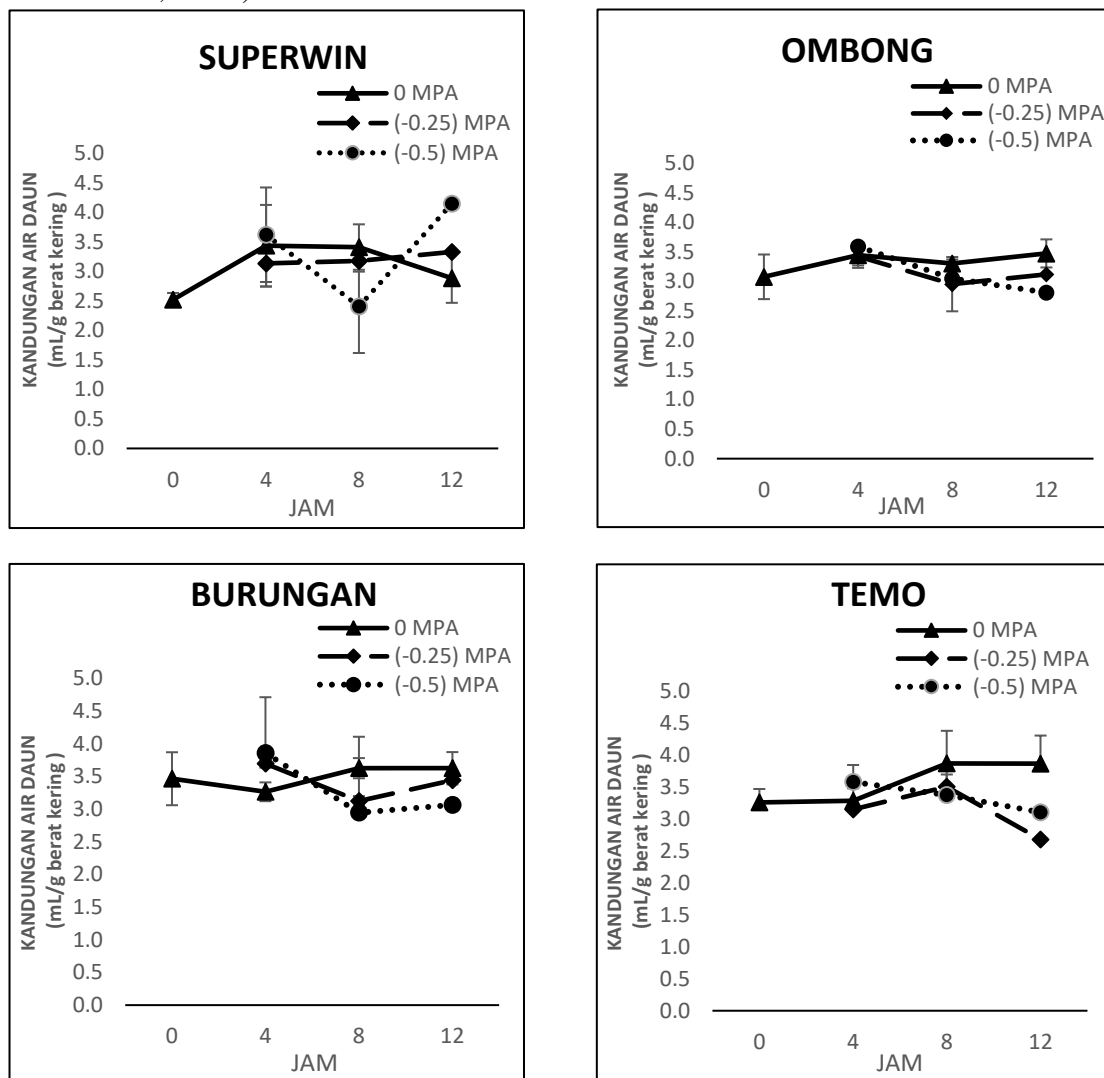 SUPERWIN
0 MPA
(-0.25) MPA
(-0.5) MPA
KANDUNGAN AIR DAUN
(mL/g berat kering )
5.0
4.5
4.0
3.5
3.0
2.5
2.0
1.5
1.0
0.5
0.0
0 4 8 12
JAM
OMBONG
0 MPA
(-0.25) MPA
(-0.5) MPA
KANDUNGAN AIR DAUN
(mL/g berat kering )
5.0
4.5
4.0
3.5
3.0
2.5
2.0
1.5
1.0
0.5
0.0
0 4 8 12
JAM
BURUNGAN
0 MPA
(-0.25) MPA
(-0.5) MPA
KANDUNGAN AIR DAUN
(mL/g berat kering )
5.0
4.5
4.0
3.5
3.0
2.5
2.0
1.5
1.0
0.5
0.0
0 4 8 12
JAM
TEMO
0 MPA
(-0.25) MPA
(-0.5) MPA
KANDUNGAN AIR DAUN
(mL/g berat kering )
5.0
4.5
4.0
3.5
3.0
2.5
2.0
1.5
1.0
0.5
0.0
0 4 8 12
JAM